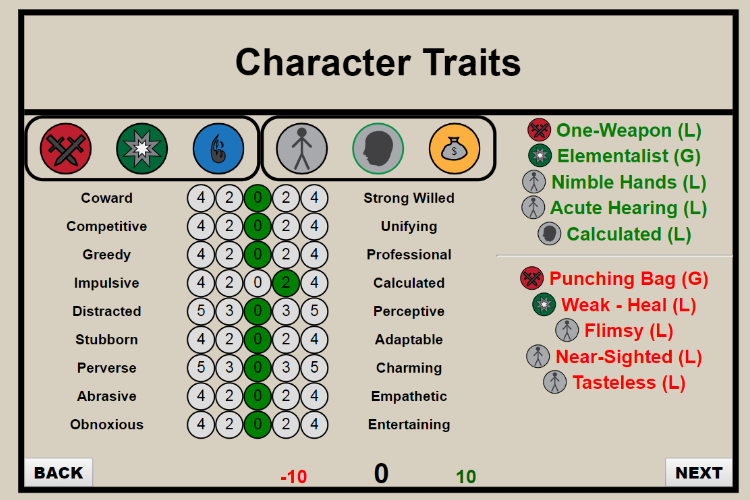 Character Traits
$
Coward 4 2 0 2 4 Strong Willed
Competitive 4 2 0 2 4 Unifying
Greedy 4 2 0 2 4 Professional
Impulsive 4 2 0 2 4 Calculated
Distracted 5 3 0 3 5 Perceptive
Stubborn 4 2 0 2 4 Adaptable
Perverse 5 3 0 3 5 Charming
Abrasive 4 2 0 2 4 Empathetic
Obnoxious 4 2 0 2 4 Entertaining
One-Weapon (L)
Elementalist (G)
Nimble Hands (L)
Acute Hearing (L)
Calculated (L)
Punching Bag (G)
Weak - Heal (L)
Flimsy (L)
Near-Sighted (L)
Tasteless (L)
BACK -10 0 10 NEXT